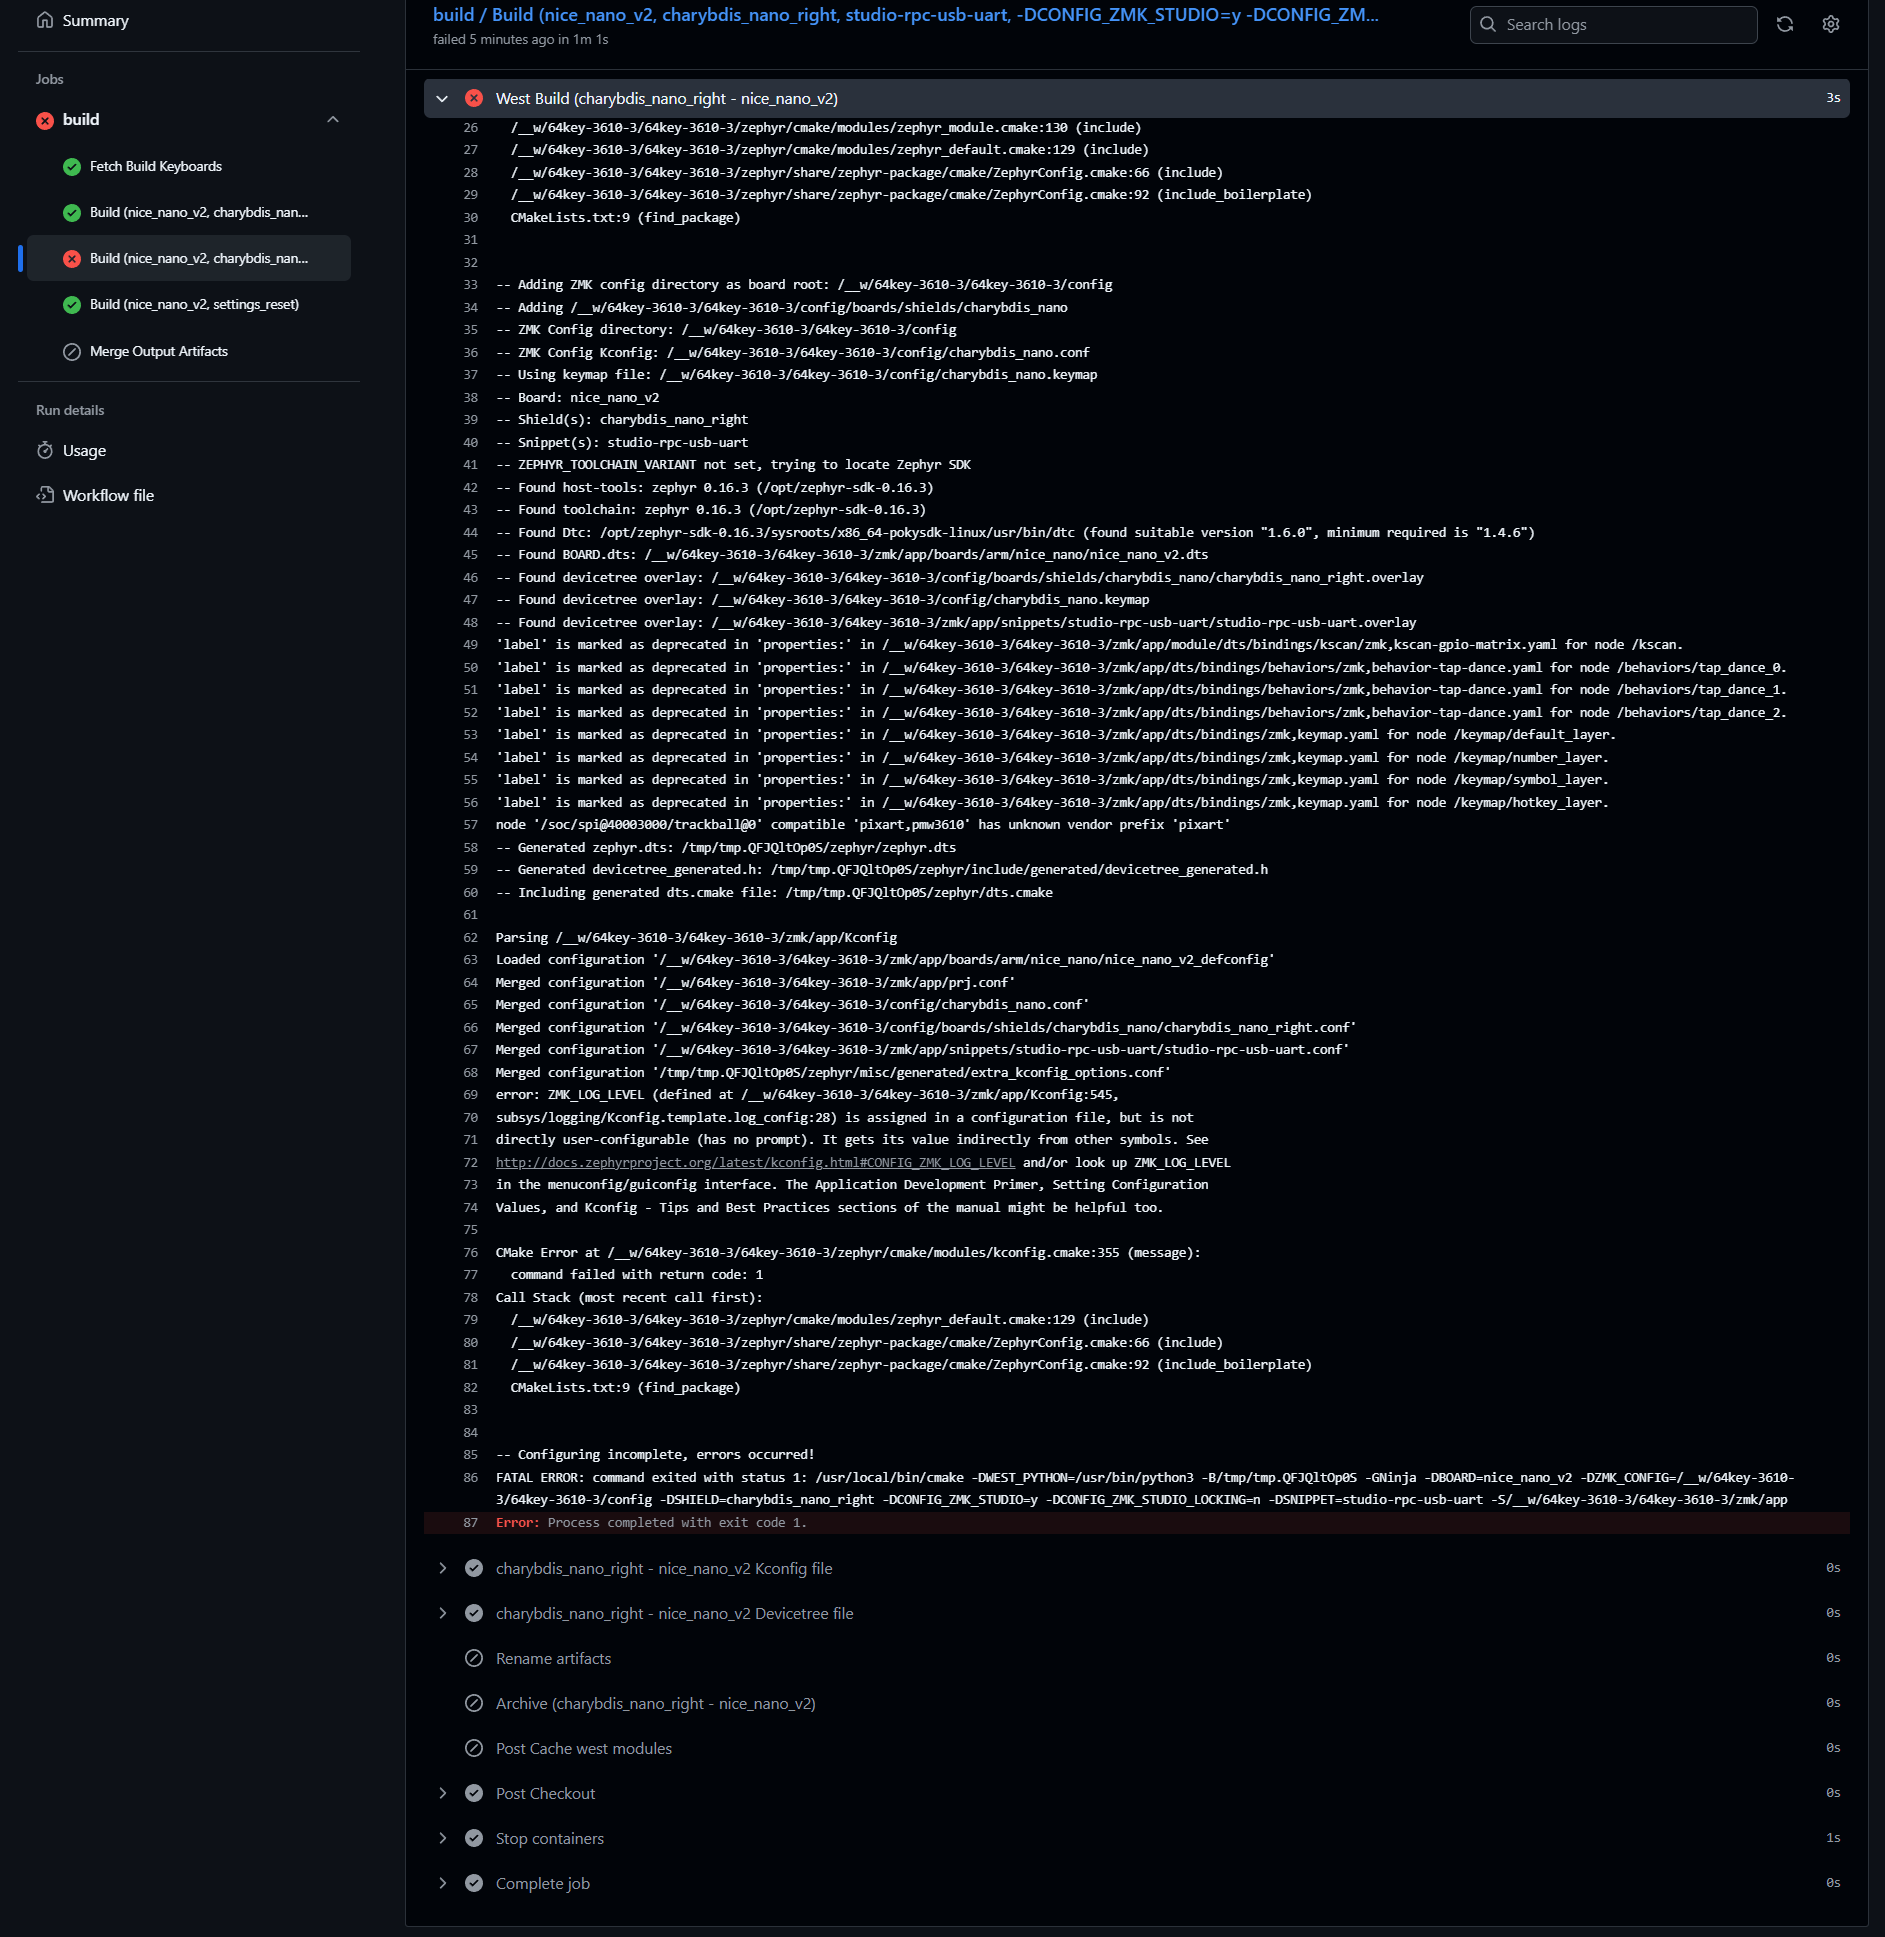 Summary
Jobs
build
Fetch Build Keyboards
Build (nice_nano_v2, charybdis_nan...
Build (nice_nano_v2, charybdis_nan...
Build (nice_nano_v2, settings_reset)
Merge Output Artifacts
Run details
Usage
Workflow file
build / Build (nice_nano_v2, charybdis_nano_right, studio-rpc-usb-uart, -DCONFIG_ZMK_STUDIO=y -DCONFIG_ZM...
failed 5 minutes ago in 1m 1s
Search logs
West Build (charybdis_nano_right - nice_nano_v2) 3s
26 /__w/64key-3610-3/64key-3610-3/zephyr/cmake/modules/zephyr_module.cmake:130 (include)
27 /__w/64key-3610-3/64key-3610-3/zephyr/cmake/modules/zephyr_default.cmake:129 (include)
28 /__w/64key-3610-3/64key-3610-3/zephyr/share/zephyr-package/cmake/ZephyrConfig.cmake:66 (include)
29 /__w/64key-3610-3/64key-3610-3/zephyr/share/zephyr-package/cmake/ZephyrConfig.cmake:92 (include_boilerplate)
30 CMakeLists.txt:9 (find_package)
31
32
33 -- Adding ZMK config directory as board root: /__w/64key-3610-3/64key-3610-3/config
34 -- Adding /__w/64key-3610-3/64key-3610-3/config/boards/shields/charybdis_nano
35 -- ZMK Config directory: /__w/64key-3610-3/64key-3610-3/config
36 -- ZMK Config Kconfig: /__w/64key-3610-3/64key-3610-3/config/charybdis_nano.conf
37 -- Using keymap file: /__w/64key-3610-3/64key-3610-3/config/charybdis_nano.keymap
38 -- Board: nice_nano_v2
39 -- Shield(s): charybdis_nano_right
40 -- Snippet(s): studio-rpc-usb-uart
41 -- ZEPHYR_TOOLCHAIN_VARIANT not set, trying to locate Zephyr SDK
42 -- Found host-tools: zephyr 0.16.3 (/opt/zephyr-sdk-0.16.3)
43 -- Found toolchain: zephyr 0.16.3 (/opt/zephyr-sdk-0.16.3)
44 -- Found Dtc: /opt/zephyr-sdk-0.16.3/sysroots/x86_64-pokysdk-linux/usr/bin/dtc (found suitable version "1.6.0", minimum required is "1.4.6")
45 -- Found BOARD.dts: /__w/64key-3610-3/64key-3610-3/zmk/app/boards/arm/nice_nano/nice_nano_v2.dts
46 -- Found devicetree overlay: /__w/64key-3610-3/64key-3610-3/config/boards/shields/charybdis_nano/charybdis_nano_right.overlay
47 -- Found devicetree overlay: /__w/64key-3610-3/64key-3610-3/config/charybdis_nano.keymap
48 -- Found devicetree overlay: /__w/64key-3610-3/64key-3610-3/zmk/app/snippets/studio-rpc-usb-uart/studio-rpc-usb-uart.overlay
49 'label' is marked as deprecated in 'properties:' in /__w/64key-3610-3/64key-3610-3/zmk/app/module/dts/bindings/kscan/zmk,kscan-gpio-matrix.yaml for node /kscan.
50 'label' is marked as deprecated in 'properties:' in /__w/64key-3610-3/64key-3610-3/zmk/app/dts/bindings/behaviors/zmk,behavior-tap-dance.yaml for node /behaviors/tap_dance_0.
51 'label' is marked as deprecated in 'properties:' in /__w/64key-3610-3/64key-3610-3/zmk/app/dts/bindings/behaviors/zmk,behavior-tap-dance.yaml for node /behaviors/tap_dance_1.
52 'label' is marked as deprecated in 'properties:' in /__w/64key-3610-3/64key-3610-3/zmk/app/dts/bindings/behaviors/zmk,behavior-tap-dance.yaml for node /behaviors/tap_dance_2.
53 'label' is marked as deprecated in 'properties:' in /__w/64key-3610-3/64key-3610-3/zmk/app/dts/bindings/zmk,keymap.yaml for node /keymap/default_layer.
54 'label' is marked as deprecated in 'properties:' in /__w/64key-3610-3/64key-3610-3/zmk/app/dts/bindings/zmk,keymap.yaml for node /keymap/number_layer.
55 'label' is marked as deprecated in 'properties:' in /__w/64key-3610-3/64key-3610-3/zmk/app/dts/bindings/zmk,keymap.yaml for node /keymap/symbol_layer.
56 'label' is marked as deprecated in 'properties:' in /__w/64key-3610-3/64key-3610-3/zmk/app/dts/bindings/zmk,keymap.yaml for node /keymap/hotkey_layer.
57 node '/soc/spi@40003000/trackball@0' compatible 'pixart,pmw3610' has unknown vendor prefix 'pixart'
58 -- Generated zephyr.dts: /tmp/tmp.QFJQltOp0S/zephyr/zephyr.dts
59 -- Generated devicetree_generated.h: /tmp/tmp.QFJQltOp0S/zephyr/include/generated/devicetree_generated.h
60 -- Including generated dts.cmake file: /tmp/tmp.QFJQltOp0S/zephyr/dts.cmake
61
62 Parsing /__w/64key-3610-3/64key-3610-3/zmk/app/Kconfig
63 Loaded configuration '/__w/64key-3610-3/64key-3610-3/zmk/app/boards/arm/nice_nano/nice_nano_v2_defconfig'
64 Merged configuration '/__w/64key-3610-3/64key-3610-3/zmk/app/prj.conf'
65 Merged configuration '/__w/64key-3610-3/64key-3610-3/config/charybdis_nano.conf'
66 Merged configuration '/__w/64key-3610-3/64key-3610-3/config/boards/shields/charybdis_nano/charybdis_nano_right.conf'
67 Merged configuration '/__w/64key-3610-3/64key-3610-3/zmk/app/snippets/studio-rpc-usb-uart/studio-rpc-usb-uart.conf'
68 Merged configuration '/tmp/tmp.QFJQltOp0S/zephyr/misc/generated/extra_kconfig_options.conf'
69 error: ZMK_LOG_LEVEL (defined at /__w/64key-3610-3/64key-3610-3/zmk/app/Kconfig:545,
70 subsys/logging/Kconfig.template.log_config:28) is assigned in a configuration file, but is not
71 directly user-configurable (has no prompt). It gets its value indirectly from other symbols. See
72 http://docs.zephyrproject.org/latest/kconfig.html#CONFIG_ZMK_LOG_LEVEL and/or look up ZMK_LOG_LEVEL
73 in the menuconfig/guiconfig interface. The Application Development Primer, Setting Configuration
74 Values, and Kconfig - Tips and Best Practices sections of the manual might be helpful too.
75
76 CMake Error at /__w/64key-3610-3/64key-3610-3/zephyr/cmake/modules/kconfig.cmake:355 (message):
77 command failed with return code: 1
78 Call Stack (most recent call first):
79 /__w/64key-3610-3/64key-3610-3/zephyr/cmake/modules/zephyr_default.cmake:129 (include)
80 /__w/64key-3610-3/64key-3610-3/zephyr/share/zephyr-package/cmake/ZephyrConfig.cmake:66 (include)
81 /__w/64key-3610-3/64key-3610-3/zephyr/share/zephyr-package/cmake/ZephyrConfig.cmake:92 (include_boilerplate)
82 CMakeLists.txt:9 (find_package)
83
84
85 -- Configuring incomplete, errors occurred!
86 FATAL ERROR: command exited with status 1: /usr/local/bin/cmake -DWEST_PYTHON=/usr/bin/python3 -B/tmp/tmp.QFJQltOp0S -GNinja -DBOARD=nice_nano_v2 -DZMK_CONFIG=/__w/64key-3610-
3/64key-3610-3/config -DSHIELD=charybdis_nano_right -DCONFIG_ZMK_STUDIO=y -DCONFIG_ZMK_STUDIO_LOCKING=n -DSNIPPET=studio-rpc-usb-uart -S/__w/64key-3610-3/64key-3610-3/zmk/app
87 Error: Process completed with exit code 1.
charybdis_nano_right - nice_nano_v2 Kconfig file 0s
charybdis_nano_right - nice_nano_v2 Devicetree file 0s
Rename artifacts 0s
Archive (charybdis_nano_right - nice_nano_v2) 0s
Post Cache west modules 0s
Post Checkout 0s
Stop containers 1s
Complete job 0s